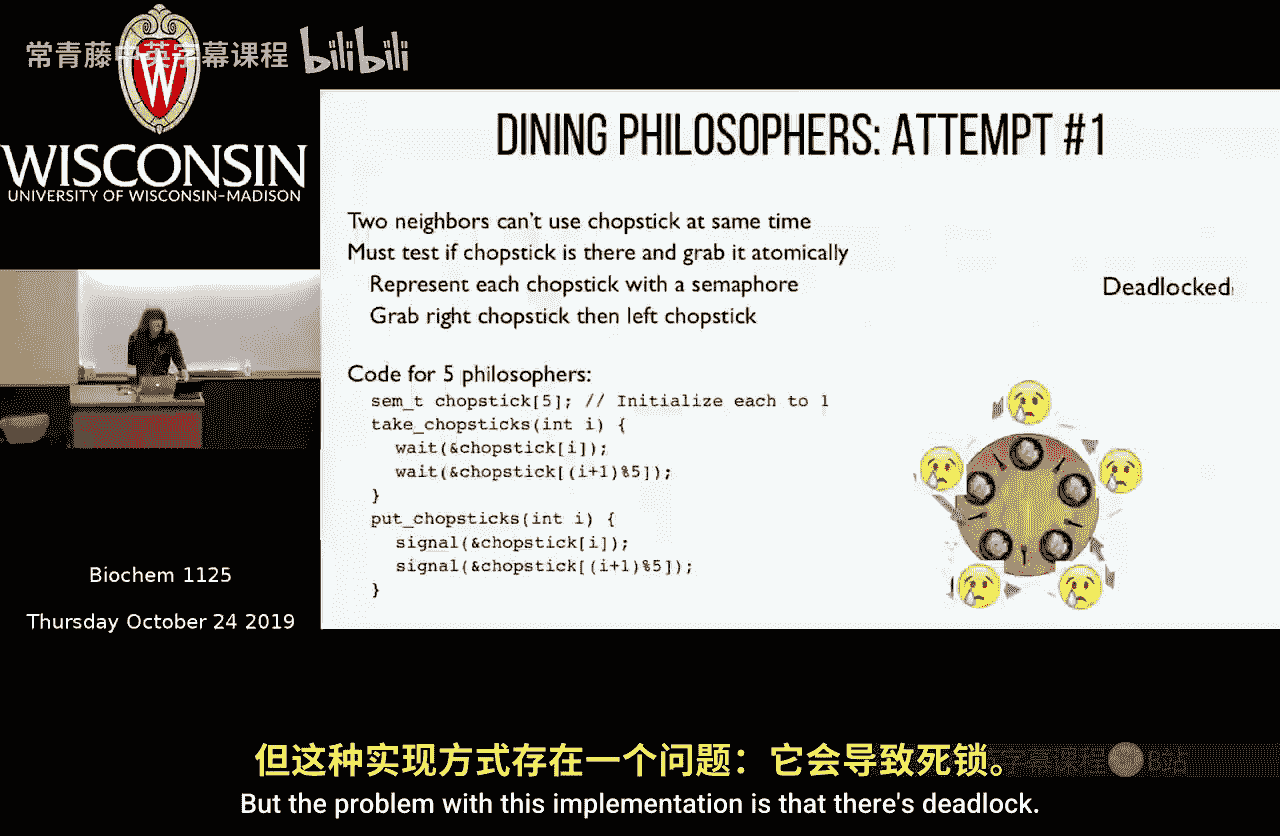 常青藤中英字幕课程 bilibili
W
WISCONSIN
UNIVERSITY OF WISCONSIN-MADISON
DINING PHILOSOPHERS: ATTEMPT #1
Two neighbors can't use chopstick at same time
Must test if chopstick is there and grab it atomically
Represent each chopstick with a semaphore
Grab right chopstick then left chopstick
Deadlocked
Code for 5 philosophers:
sem_t chopstick[5]; // Initialize each to 1
take_chopsticks(int i) {
wait(&chopstick[i]);
wait(&chopstick[(i+1)%5]);
}
put_chopsticks(int i) {
signal(&chopstick[i]);
signal(&chopstick[(i+1)%5]);
}
Biochem 1125
Thursday October 24 2019
但这种实现方式存在一个问题：它会导致死锁。
But the problem with this implementation is that there's deadlock.